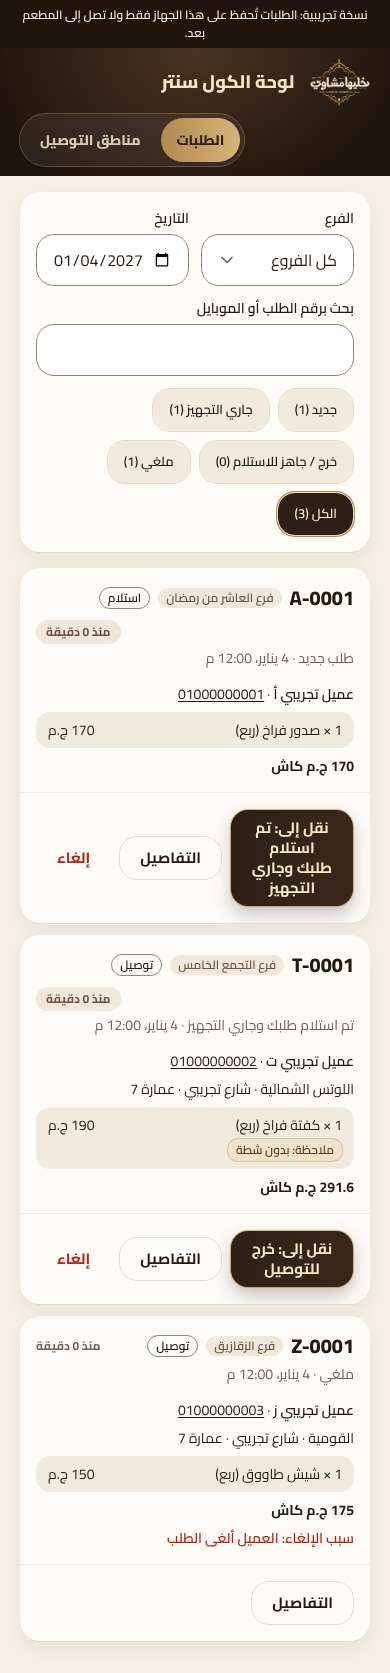 نسخة تجريبية: الطلبات تُحفظ على هذا الجهاز فقط ولا تصل إلى المطعم
بعد.
خليها مشاوي
لوحة الكول سنتر
الطلبات
مناطق التوصيل
الفرع
التاريخ
كل الفروع
01/04/2027
بحث برقم الطلب أو الموبايل
جديد (1)
جاري التجهيز (1)
خرج / جاهز للاستلام (0)
ملغي (1)
الكل (3)
A-0001
فرع العاشر من رمضان
استلام
منذ 0 دقيقة
طلب جديد · 4 يناير، 12:00 م
عميل تجريبي أ · 01000000001
1 × صدور فراخ (ربع)
170 ج.م
170 ج.م كاش
نقل إلى: تم
استلام
طلبك وجاري
التجهيز
التفاصيل
إلغاء
T-0001
فرع التجمع الخامس
توصيل
منذ 0 دقيقة
تم استلام طلبك وجاري التجهيز · 4 يناير، 12:00 م
عميل تجريبي ت · 01000000002
اللوتس الشمالية · شارع تجريبي · عمارة 7
1 × كفتة فراخ (ربع)
190 ج.م
ملاحظة: بدون شطة
291.6 ج.م كاش
نقل إلى: خرج
للتوصيل
التفاصيل
إلغاء
Z-0001
فرع الزقازيق
توصيل
منذ 0 دقيقة
ملغي · 4 يناير، 12:00 م
عميل تجريبي ز · 01000000003
القومية · شارع تجريبي · عمارة 7
1 × شيش طاووق (ربع)
150 ج.م
175 ج.م كاش
سبب الإلغاء: العميل ألغى الطلب
التفاصيل